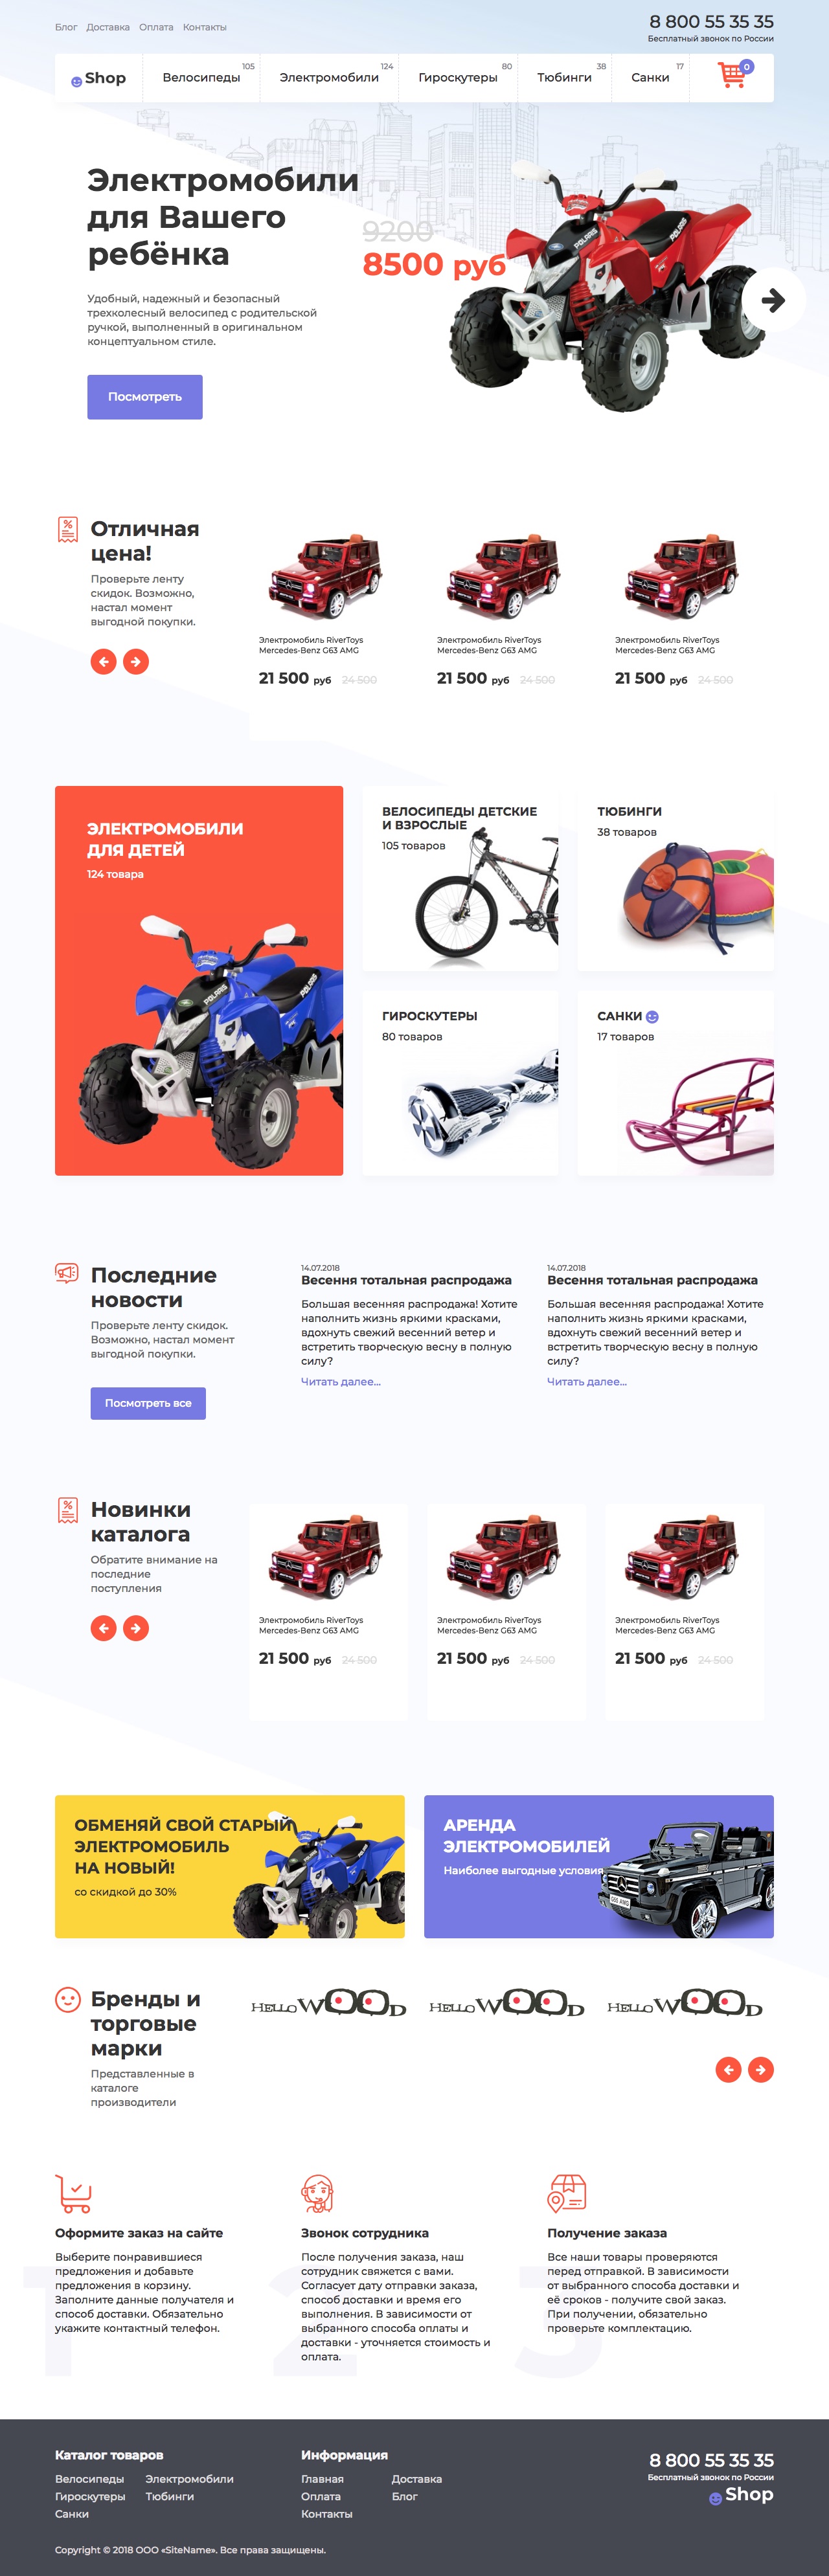 Блог Доставка Оплата Контакты
8 800 55 35 35
Бесплатный звонок по России
Shop
Велосипеды 105
Электромобили 124
Гироскутеры 80
Тюбинги 38
Санки 17
0
Электромобили
для Вашего
ребёнка
9200
8500 руб
Удобный, надежный и безопасный
трехколесный велосипед с родительской
ручкой, выполненный в оригинальном
концептуальном стиле.
Посмотреть
POLARIS
Отличная
цена!
Проверьте ленту
скидок. Возможно,
настал момент
выгодной покупки.
Электромобиль RiverToys
Mercedes-Benz G63 AMG
21 500 руб 24 500
Электромобиль RiverToys
Mercedes-Benz G63 AMG
21 500 руб 24 500
Электромобиль RiverToys
Mercedes-Benz G63 AMG
21 500 руб 24 500
ЭЛЕКТРОМОБИЛИ
ДЛЯ ДЕТЕЙ
124 товара
POLARIS
ВЕЛОСИПЕДЫ ДЕТСКИЕ
И ВЗРОСЛЫЕ
105 товаров
ТЮБИНГИ
38 товаров
ГИРОСКУТЕРЫ
80 товаров
САНКИ
17 товаров
Последние
новости
Проверьте ленту скидок.
Возможно, настал момент
выгодной покупки.
Посмотреть все
14.07.2018
Весення тотальная распродажа
Большая весенняя распродажа! Хотите
наполнить жизнь яркими красками,
вдохнуть свежий весенний ветер и
встретить творческую весну в полную
силу?
Читать далее...
14.07.2018
Весення тотальная распродажа
Большая весенняя распродажа! Хотите
наполнить жизнь яркими красками,
вдохнуть свежий весенний ветер и
встретить творческую весну в полную
силу?
Читать далее...
Новинки
каталога
Обратите внимание на
последние
поступления
Электромобиль RiverToys
Mercedes-Benz G63 AMG
21 500 руб 24 500
Электромобиль RiverToys
Mercedes-Benz G63 AMG
21 500 руб 24 500
Электромобиль RiverToys
Mercedes-Benz G63 AMG
21 500 руб 24 500
ОБМЕНЯЙ СВОЙ СТАРЫЙ
ЭЛЕКТРОМОБИЛЬ
НА НОВЫЙ!
со скидкой до 30%
АРЕНДА
ЭЛЕКТРОМОБИЛЕЙ
Наиболее выгодные условия
Бренды и
торговые
марки
Представленные в
каталоге
производители
HELLO WOOD
HELLO WOOD
HELLO WOOD
1
Оформите заказ на сайте
Выберите понравившиеся
предложения и добавьте
предложения в корзину.
Заполните данные получателя и
способ доставки. Обязательно
укажите контактный телефон.
2
Звонок сотрудника
После получения заказа, наш
сотрудник свяжется с вами.
Согласует дату отправки заказа,
способ доставки и время его
выполнения. В зависимости от
выбранного способа оплаты и
доставки - уточняется стоимость и
оплата.
3
Получение заказа
Все наши товары проверяются
перед отправкой. В зависимости
от выбранного способа доставки и
её сроков - получите свой заказ.
При получении, обязательно
проверьте комплектацию.
Каталог товаров
Велосипеды Электромобили
Гироскутеры Тюбинги
Санки
Информация
Главная Доставка
Оплата Блог
Контакты
8 800 55 35 35
Бесплатный звонок по России
Shop
Copyright © 2018 ООО «SiteName». Все права защищены.